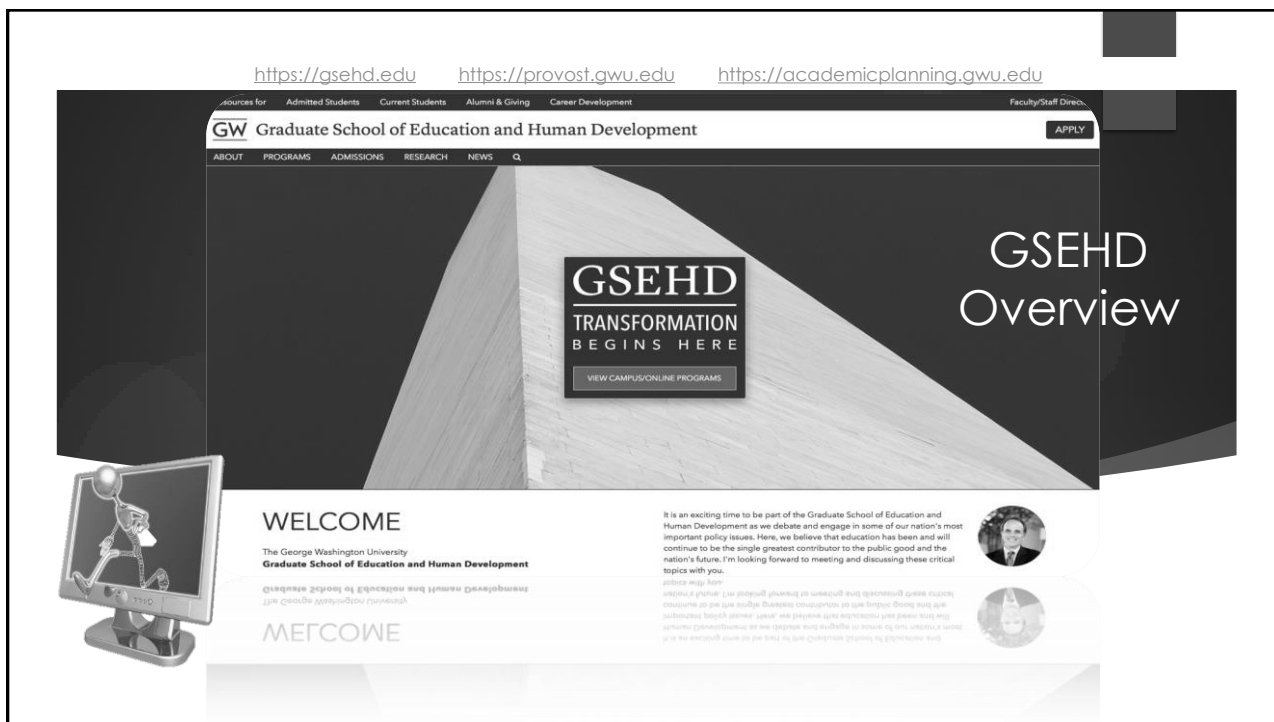 https://gsehd.edu https://provost.gwu.edu https://academicplanning.gwu.edu
for Admitted Students Current Students Alumni & Giving Career Development Faculty/Staff
GW Graduate School of Education and Human Development APPLY
ABOUT PROGRAMS ADMISSIONS RESEARCH NEWS
GSEHD
TRANSFORMATION
BEGINS HERE
VIEW CAMPUS/ONLINE PROGRAMS
GSEHD
Overview
WELCOME
The George Washington University
Graduate School of Education and Human Development
It is an exciting time to be part of the Graduate School of Education and
Human Development as we debate and engage in some of our nation's most
important policy issues. Here, we believe that education has been and will
continue to be the single greatest contributor to the public good and the
nation's future. I'm looking forward to meeting and discussing these critical
topics with you.